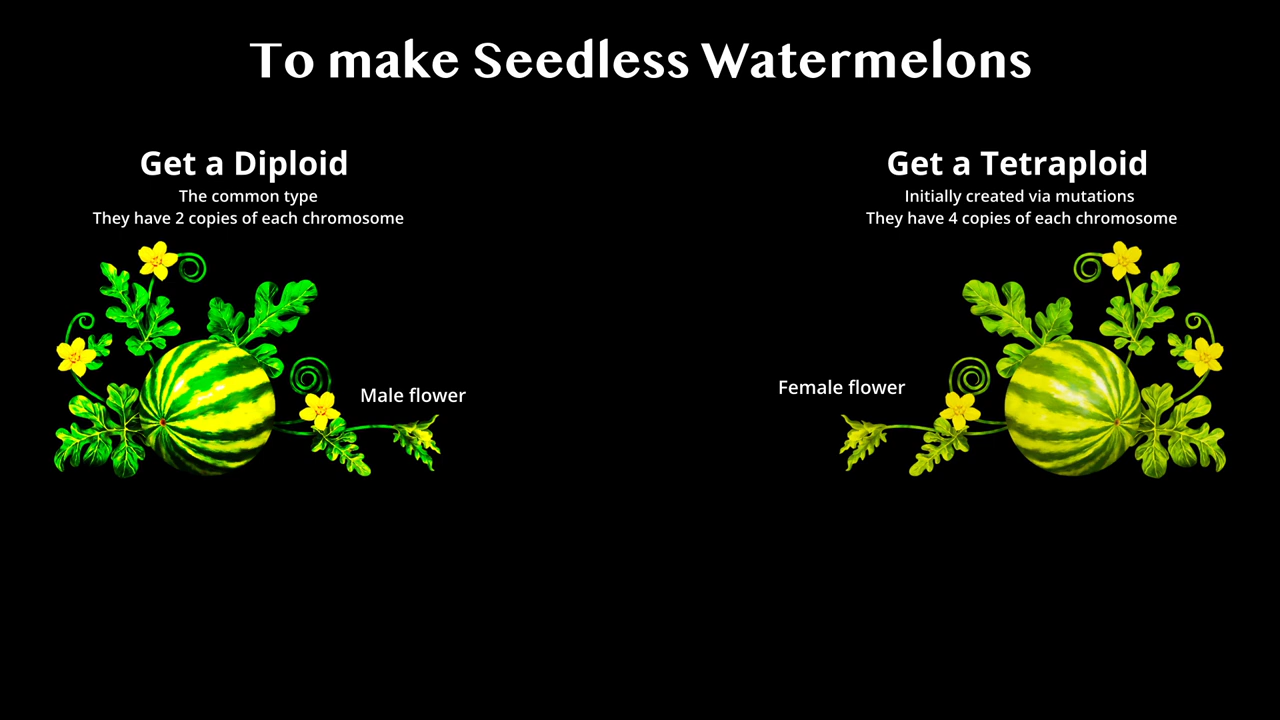 To make Seedless Watermelons
Get a Diploid
The common type
They have 2 copies of each chromosome
Male flower
Get a Tetraploid
Initially created via mutations
They have 4 copies of each chromosome
Female flower